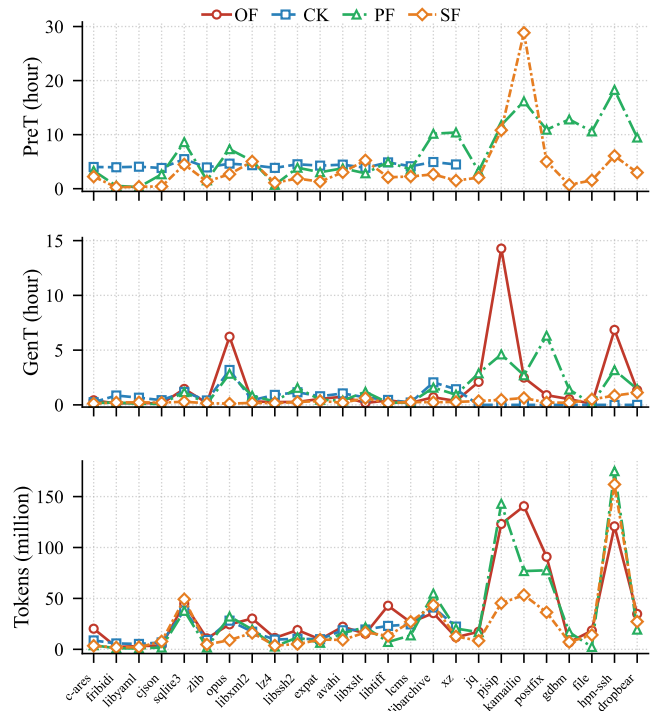 OF CK PF SF
PreT (hour)
30
20
10
0
GenT (hour)
15
10
5
0
Tokens (million)
150
100
50
0
c-ares
fribidi
libyaml
cjson
sqlite3
zlib
opus
libxml2
lz4
libssh2
expat
avahi
libxslt
libtiff
lcms
libarchive
xz
jq
pjsip
kamailio
postfix
gdbm
file
hpn-ssh
dropbear